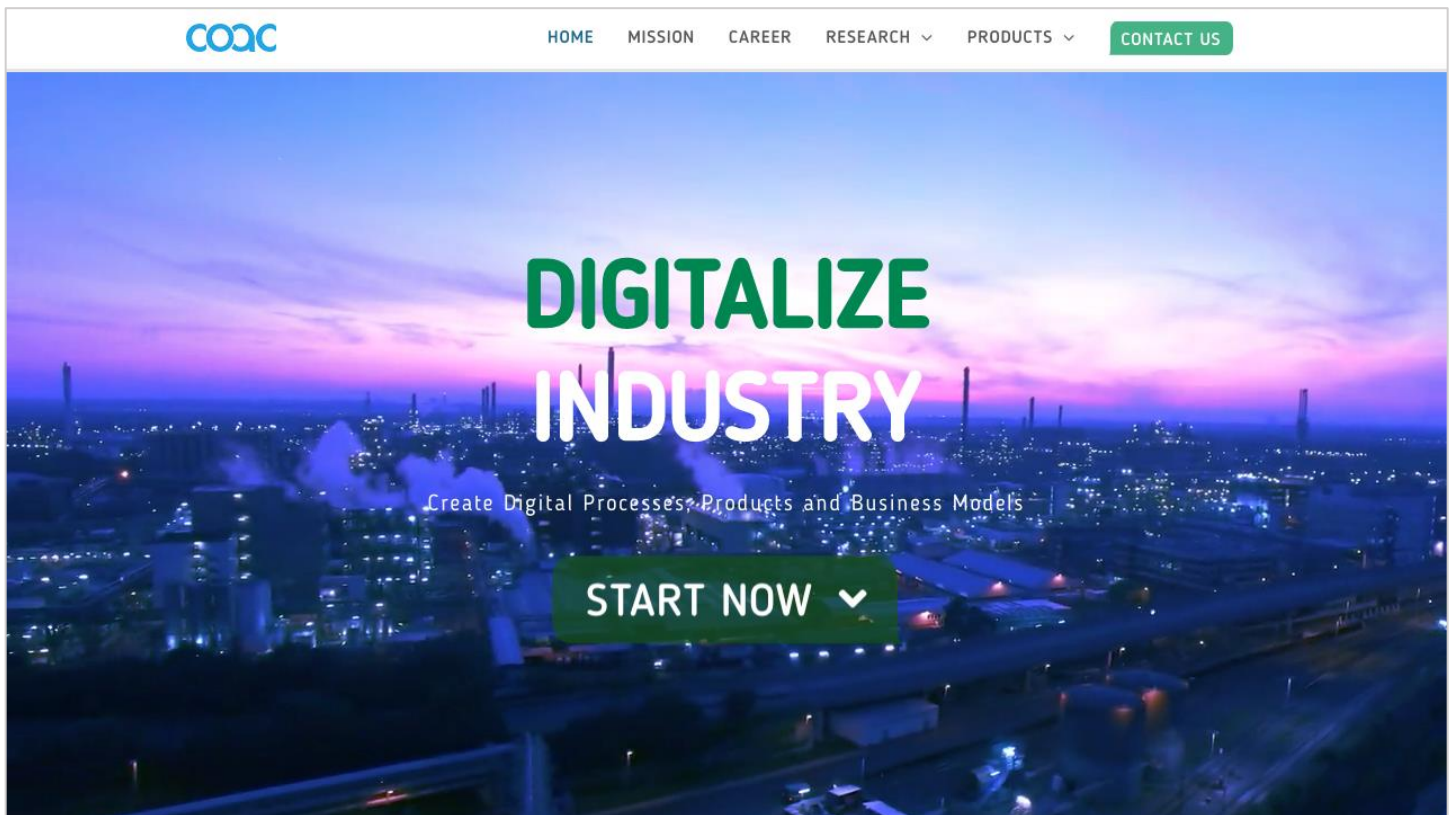 coac
HOME MISSION CAREER RESEARCH PRODUCTS CONTACT US
DIGITALIZE
INDUSTRY
Create Digital Processes, Products and Business Models
START NOW